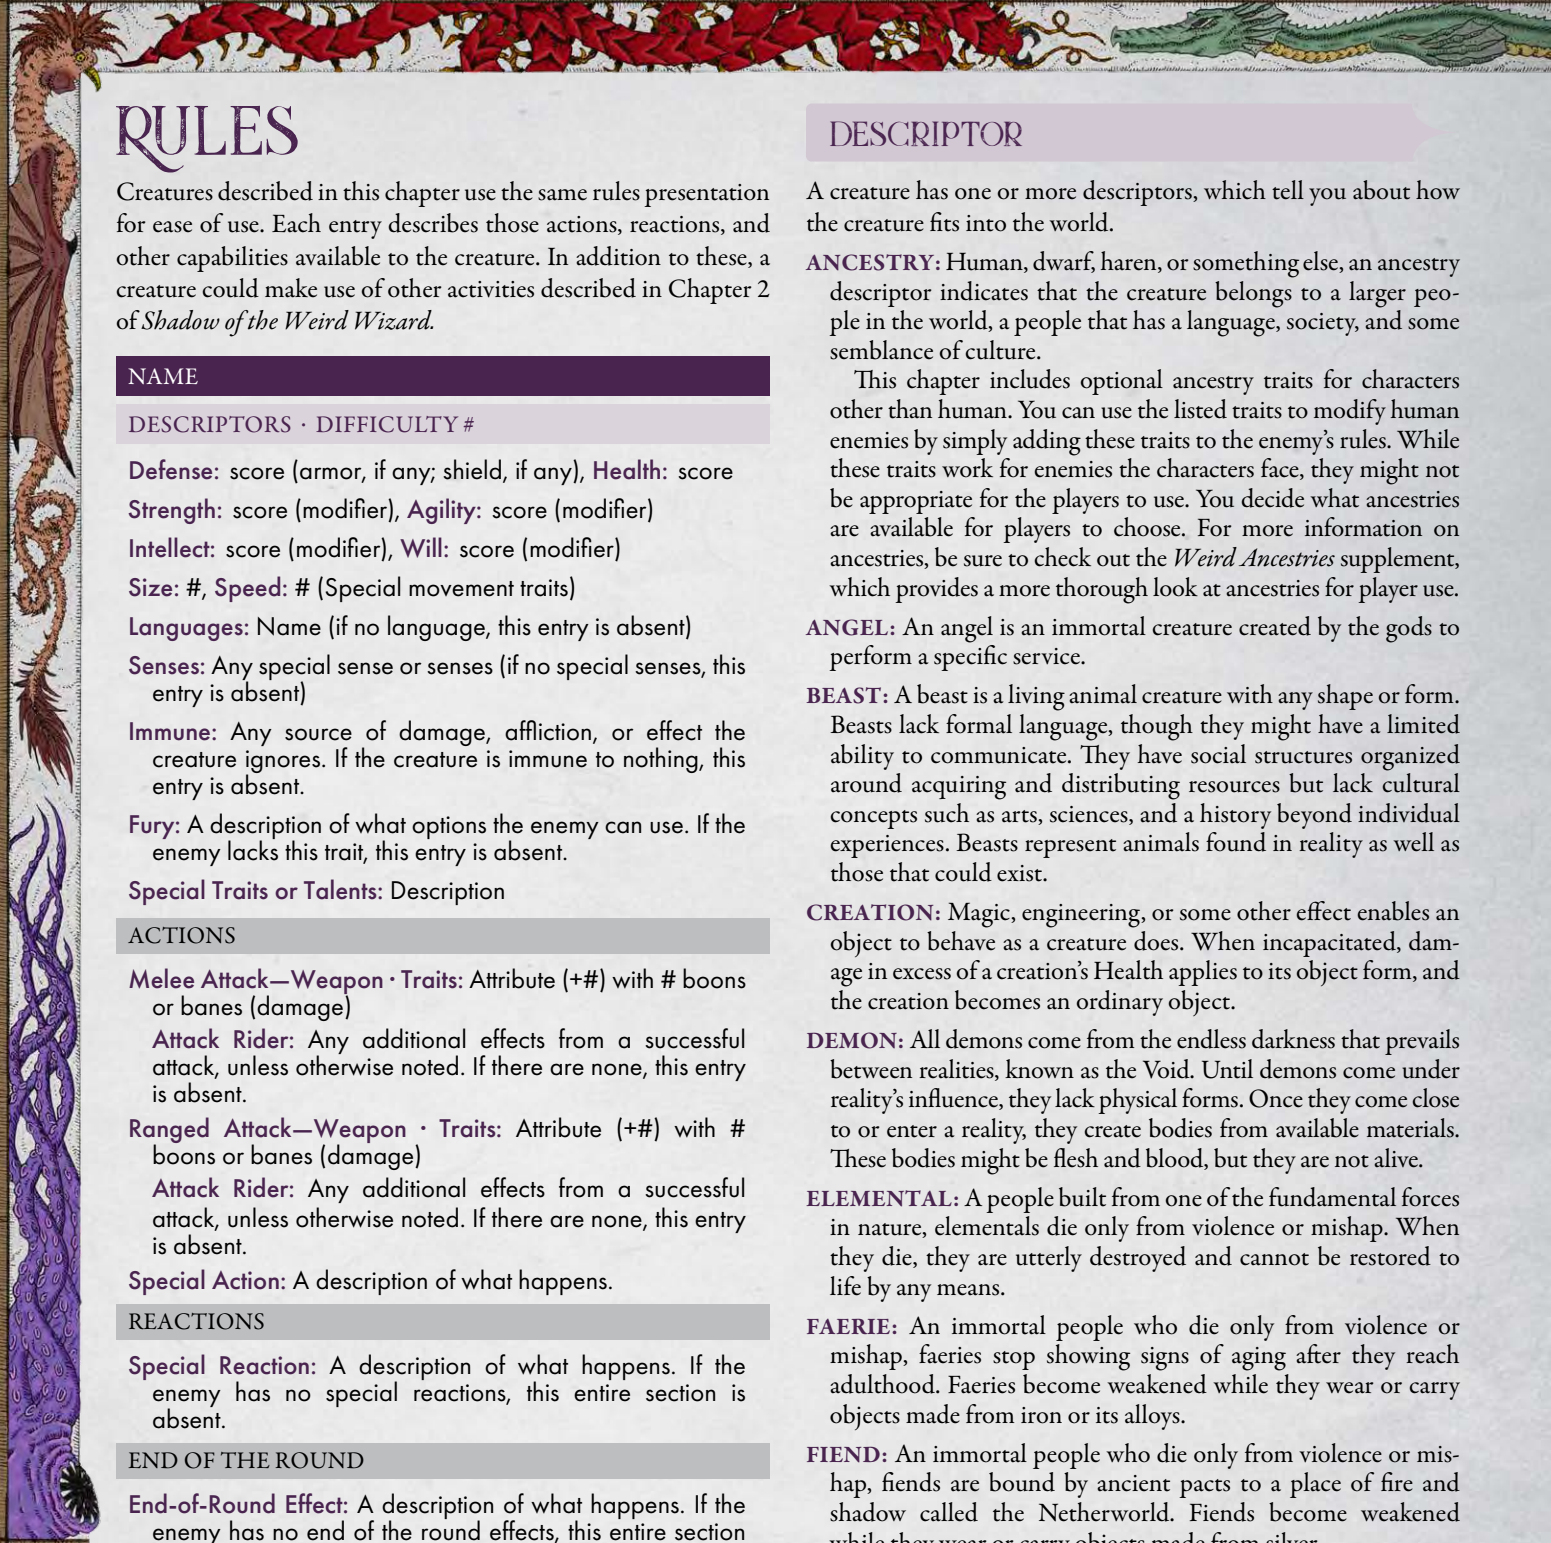 RULES
Creatures described in this chapter use the same rules presentation
for ease of use. Each entry describes those actions, reactions, and
other capabilities available to the creature. In addition to these, a
creature could make use of other activities described in Chapter 2
of Shadow of the Weird Wizard.
NAME
DESCRIPTORS · DIFFICULTY #
Defense: score (armor, if any; shield, if any), Health: score
Strength: score (modifier), Agility: score (modifier)
Intellect: score (modifier), Will: score (modifier)
Size: #, Speed: # (Special movement traits)
Languages: Name (if no language, this entry is absent)
Senses: Any special sense or senses (if no special senses, this
entry is absent)
Immune: Any source of damage, affliction, or effect the
creature ignores. If the creature is immune to nothing, this
entry is absent.
Fury: A description of what options the enemy can use. If the
enemy lacks this trait, this entry is absent.
Special Traits or Talents: Description
ACTIONS
Melee Attack—Weapon · Traits: Attribute (+#) with # boons
or banes (damage)
Attack Rider: Any additional effects from a successful
attack, unless otherwise noted. If there are none, this entry
is absent.
Ranged Attack—Weapon · Traits: Attribute (+#) with #
boons or banes (damage)
Attack Rider: Any additional effects from a successful
attack, unless otherwise noted. If there are none, this entry
is absent.
Special Action: A description of what happens.
REACTIONS
Special Reaction: A description of what happens. If the
enemy has no special reactions, this entire section is
absent.
END OF THE ROUND
End-of-Round Effect: A description of what happens. If the
enemy has no end of the round effects, this entire section
DESCRIPTOR
A creature has one or more descriptors, which tell you about how
the creature fits into the world.
ANCESTRY: Human, dwarf, haren, or something else, an ancestry
descriptor indicates that the creature belongs to a larger peo-
ple in the world, a people that has a language, society, and some
semblance of culture.
This chapter includes optional ancestry traits for characters
other than human. You can use the listed traits to modify human
enemies by simply adding these traits to the enemy's rules. While
these traits work for enemies the characters face, they might not
be appropriate for the players to use. You decide what ancestries
are available for players to choose. For more information on
ancestries, be sure to check out the Weird Ancestries supplement,
which provides a more thorough look at ancestries for player use.
ANGEL: An angel is an immortal creature created by the gods to
perform a specific service.
BEAST: A beast is a living animal creature with any shape or form.
Beasts lack formal language, though they might have a limited
ability to communicate. They have social structures organized
around acquiring and distributing resources but lack cultural
concepts such as arts, sciences, and a history beyond individual
experiences. Beasts represent animals found in reality as well as
those that could exist.
CREATION: Magic, engineering, or some other effect enables an
object to behave as a creature does. When incapacitated, dam-
age in excess of a creation's Health applies to its object form, and
the creation becomes an ordinary object.
DEMON: All demons come from the endless darkness that prevails
between realities, known as the Void. Until demons come under
reality's influence, they lack physical forms. Once they come close
to or enter a reality, they create bodies from available materials.
These bodies might be flesh and blood, but they are not alive.
ELEMENTAL: A people built from one of the fundamental forces
in nature, elementals die only from violence or mishap. When
they die, they are utterly destroyed and cannot be restored to
life by any means.
FAERIE: An immortal people who die only from violence or
mishap, faeries stop showing signs of aging after they reach
adulthood. Faeries become weakened while they wear or carry
objects made from iron or its alloys.
FIEND: An immortal people who die only from violence or mis-
hap, fiends are bound by ancient pacts to a place of fire and
shadow called the Netherworld. Fiends become weakened
while they wear or carry objects made from silver.